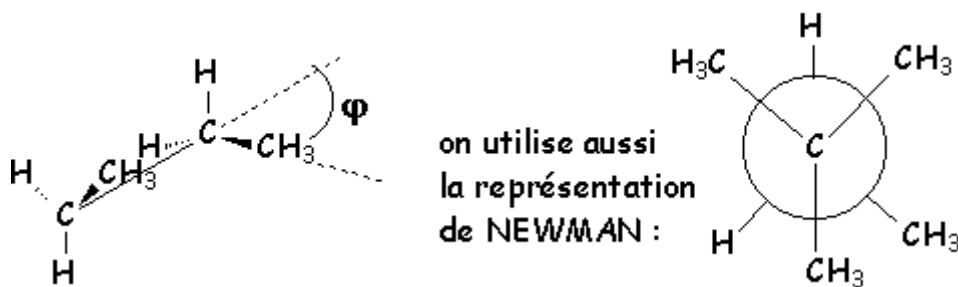 H
φ
H
C
CH₃
H
CH₃
C
H
on utilise aussi
la représentation
de NEWMAN :
H
H₃C
CH₃
C
H
CH₃
CH₃